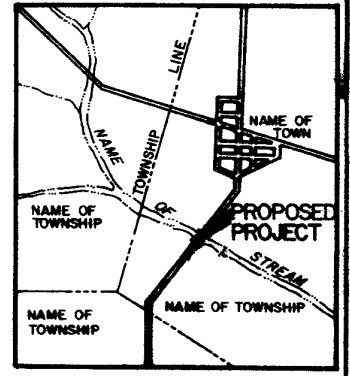 TOWNSHIP LINE
NAME OF
TOWN
NAME OF STREAM
NAME OF
TOWNSHIP
PROPOSED
PROJECT
NAME OF
TOWNSHIP
NAME OF TOWNSHIP